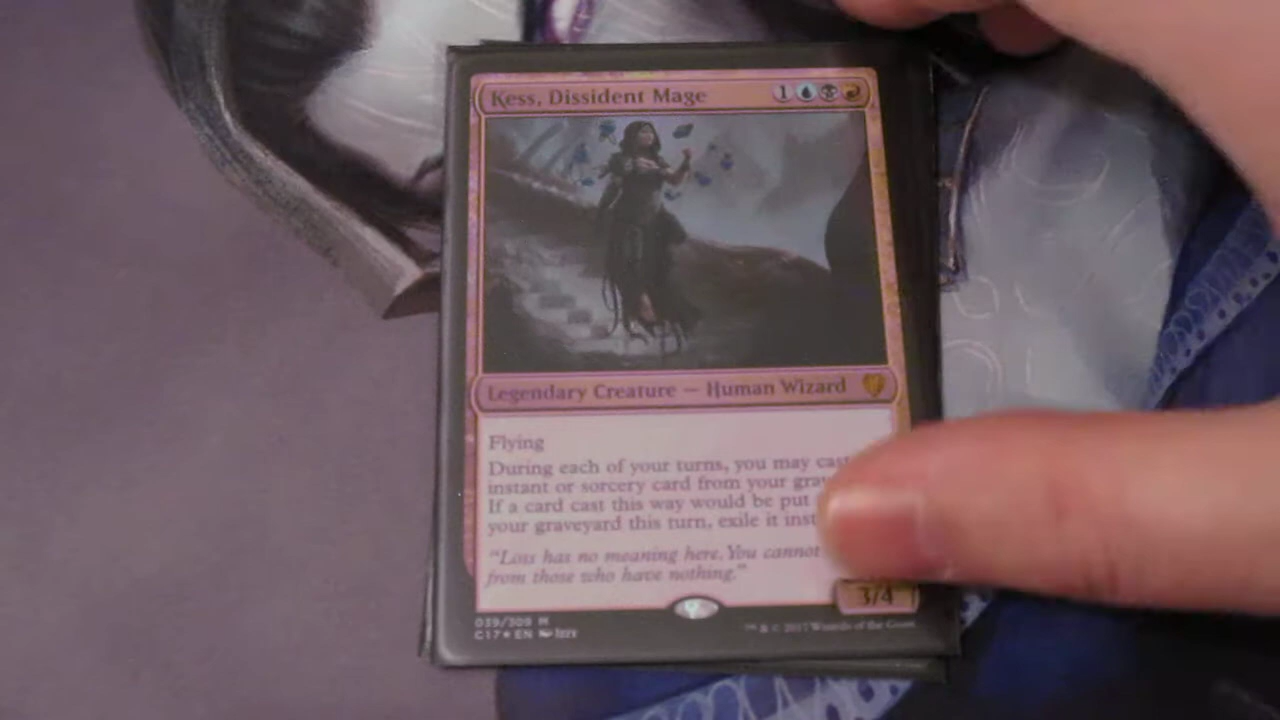 Kess, Dissident Mage 1
Legendary Creature — Human Wizard
Flying
During each of your turns, you may cast
instant or sorcery card from your
If a card cast this way would be put
your graveyard this turn, exile it
"Loss has no meaning here. You cannot
from those who have nothing."
3/4
039/309 M
C17★EN Izzy
™ & © 2017 Wizards of the Coast